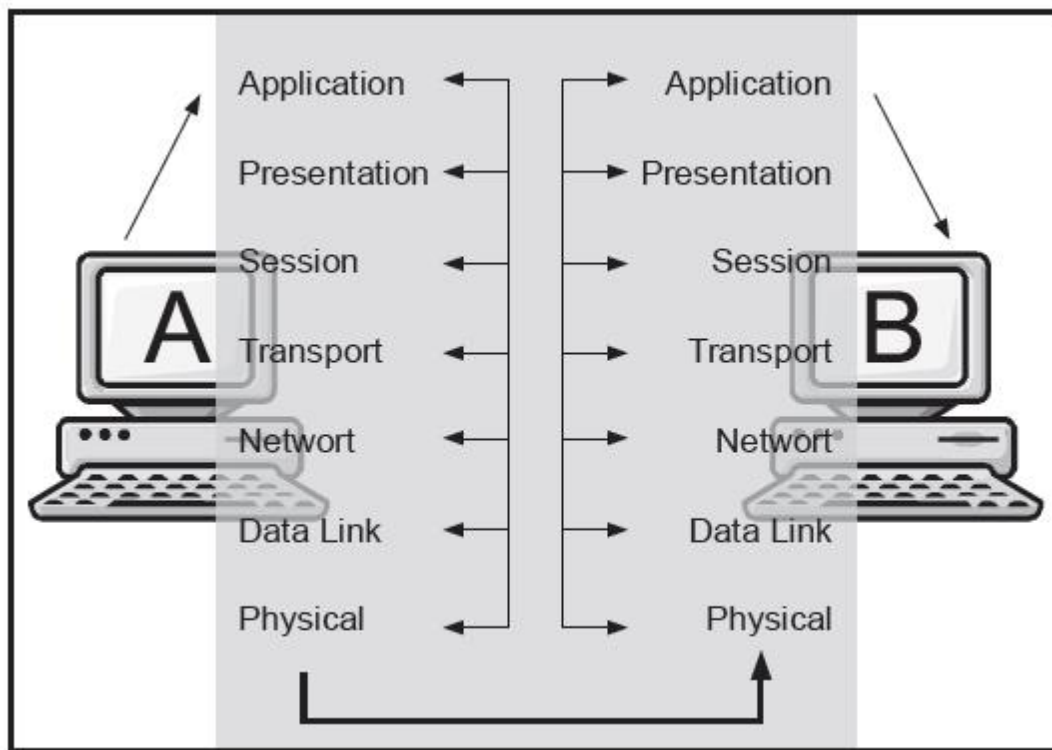 Application Application
Presentation Presentation
Session Session
A Transport Transport B
Networt Networt
Data Link Data Link
Physical Physical